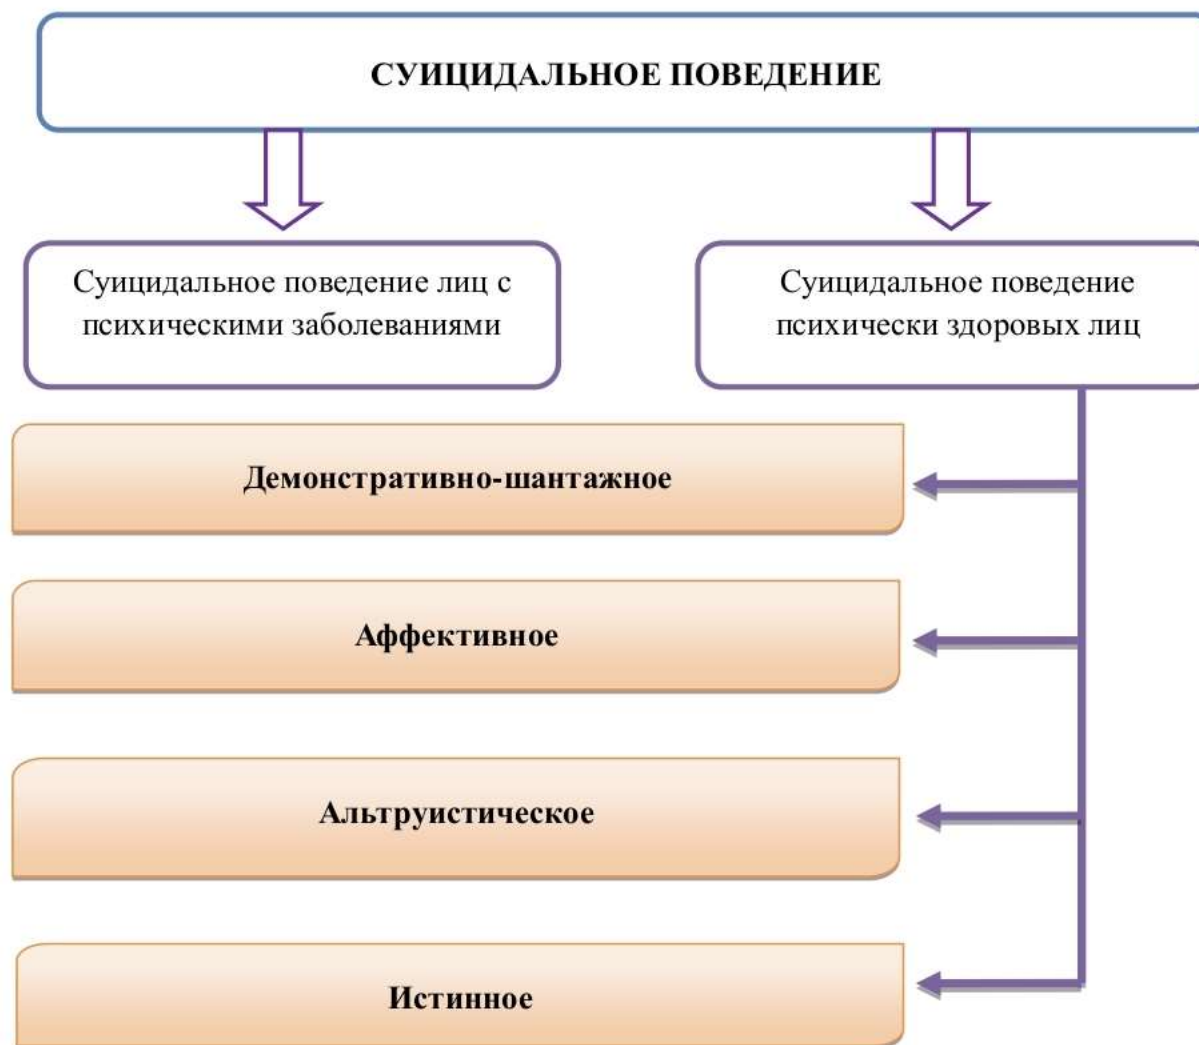 СУИЦИДАЛЬНОЕ ПОВЕДЕНИЕ
Суицидальное поведение лиц с
психическими заболеваниями
Суицидальное поведение
психически здоровых лиц
Демонстративно-шантажное
Аффективное
Альтруистическое
Истинное